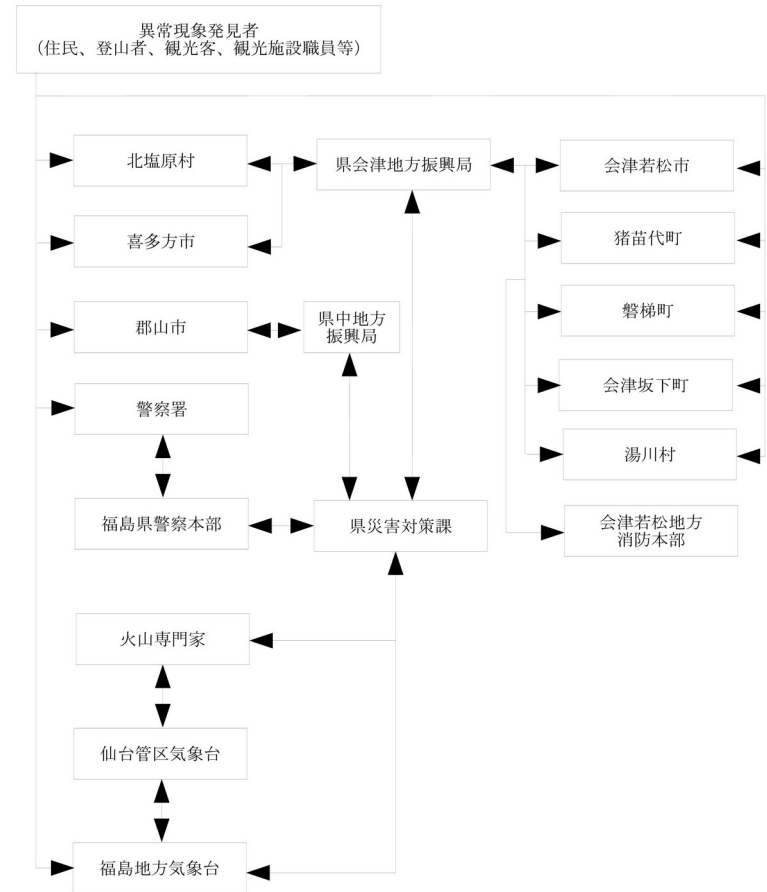 異常現象発見者
（住民、登山者、観光客、観光施設職員等）
北塩原村
県会津地方振興局
会津若松市
喜多方市
猪苗代町
郡山市
県中地方
振興局
磐梯町
警察署
会津坂下町
湯川村
福島県警察本部
県災害対策課
会津若松地方
消防本部
火山専門家
仙台管区気象台
福島地方気象台